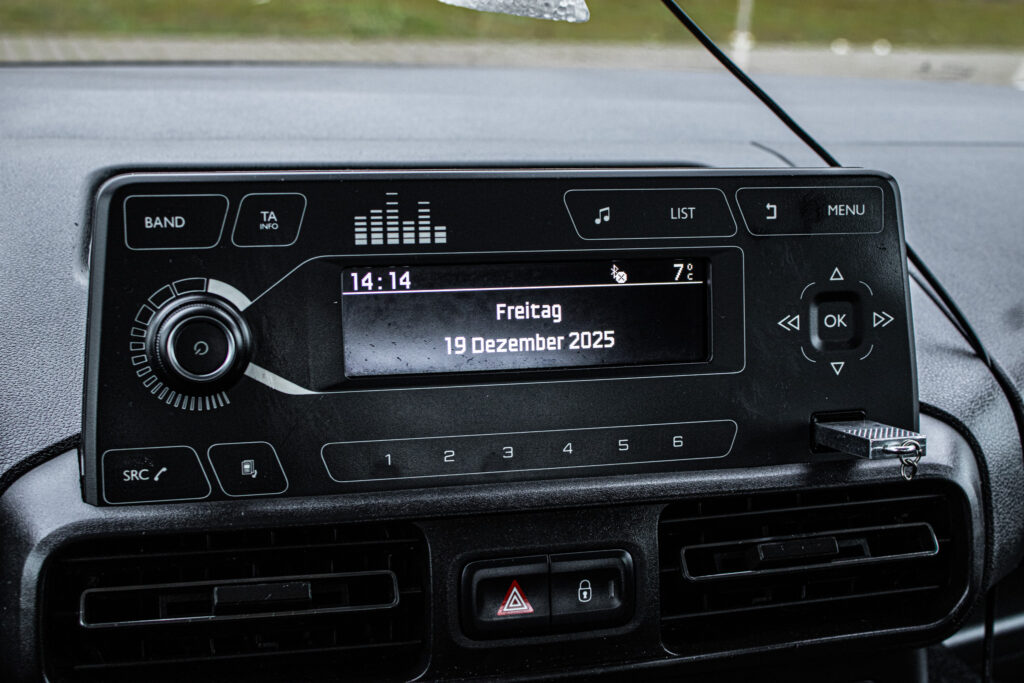 BAND
TA
INFO
LIST
MENU
14:14
7°C
Freitag
19 Dezember 2025
OK
1 2 3 4 5 6
SRC